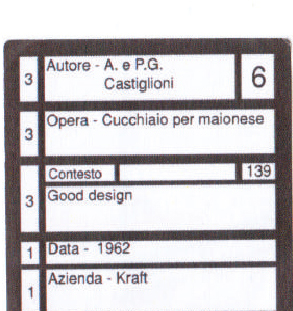 3 Autore - A. e P.G. Castiglioni 6
3 Opera - Cucchiaio per maionese
Contesto 139
3 Good design
1 Data - 1962
1 Azienda - Kraft